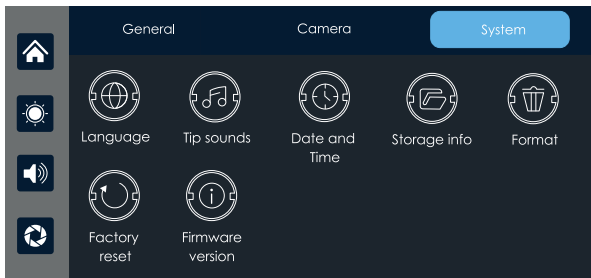 General
Camera
System
Language
Tip sounds
Date and
Time
Storage info
Format
Factory
reset
Firmware
version